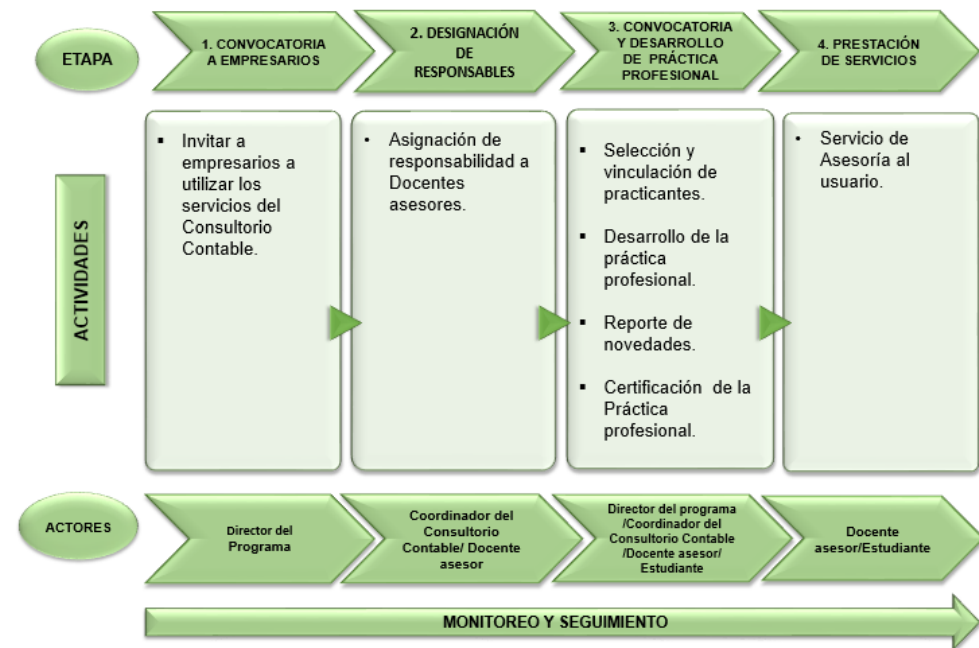 ETAPA
1. CONVOCATORIA
A EMPRESARIOS
2. DESIGNACIÓN
DE
RESPONSABLES
3. CONVOCATORIA
Y DESARROLLO
DE PRÁCTICA
PROFESIONAL
4. PRESTACIÓN
DE SERVICIOS
ACTIVIDADES
▪ Invitar a
empresarios a
utilizar los
servicios del
Consultorio
Contable.
• Asignación de
responsabilidad a
Docentes
asesores.
▪ Selección y
vinculación de
practicantes.
▪ Desarrollo de la
práctica
profesional.
▪ Reporte de
novedades.
▪ Certificación de la
Práctica
profesional.
• Servicio de
Asesoría al
usuario.
ACTORES
Director del
Programa
Coordinador del
Consultorio
Contable/ Docente
asesor
Director del programa
/Coordinador del
Consultorio Contable
/Docente asesor/
Estudiante
Docente
asesor/Estudiante
MONITOREO Y SEGUIMIENTO